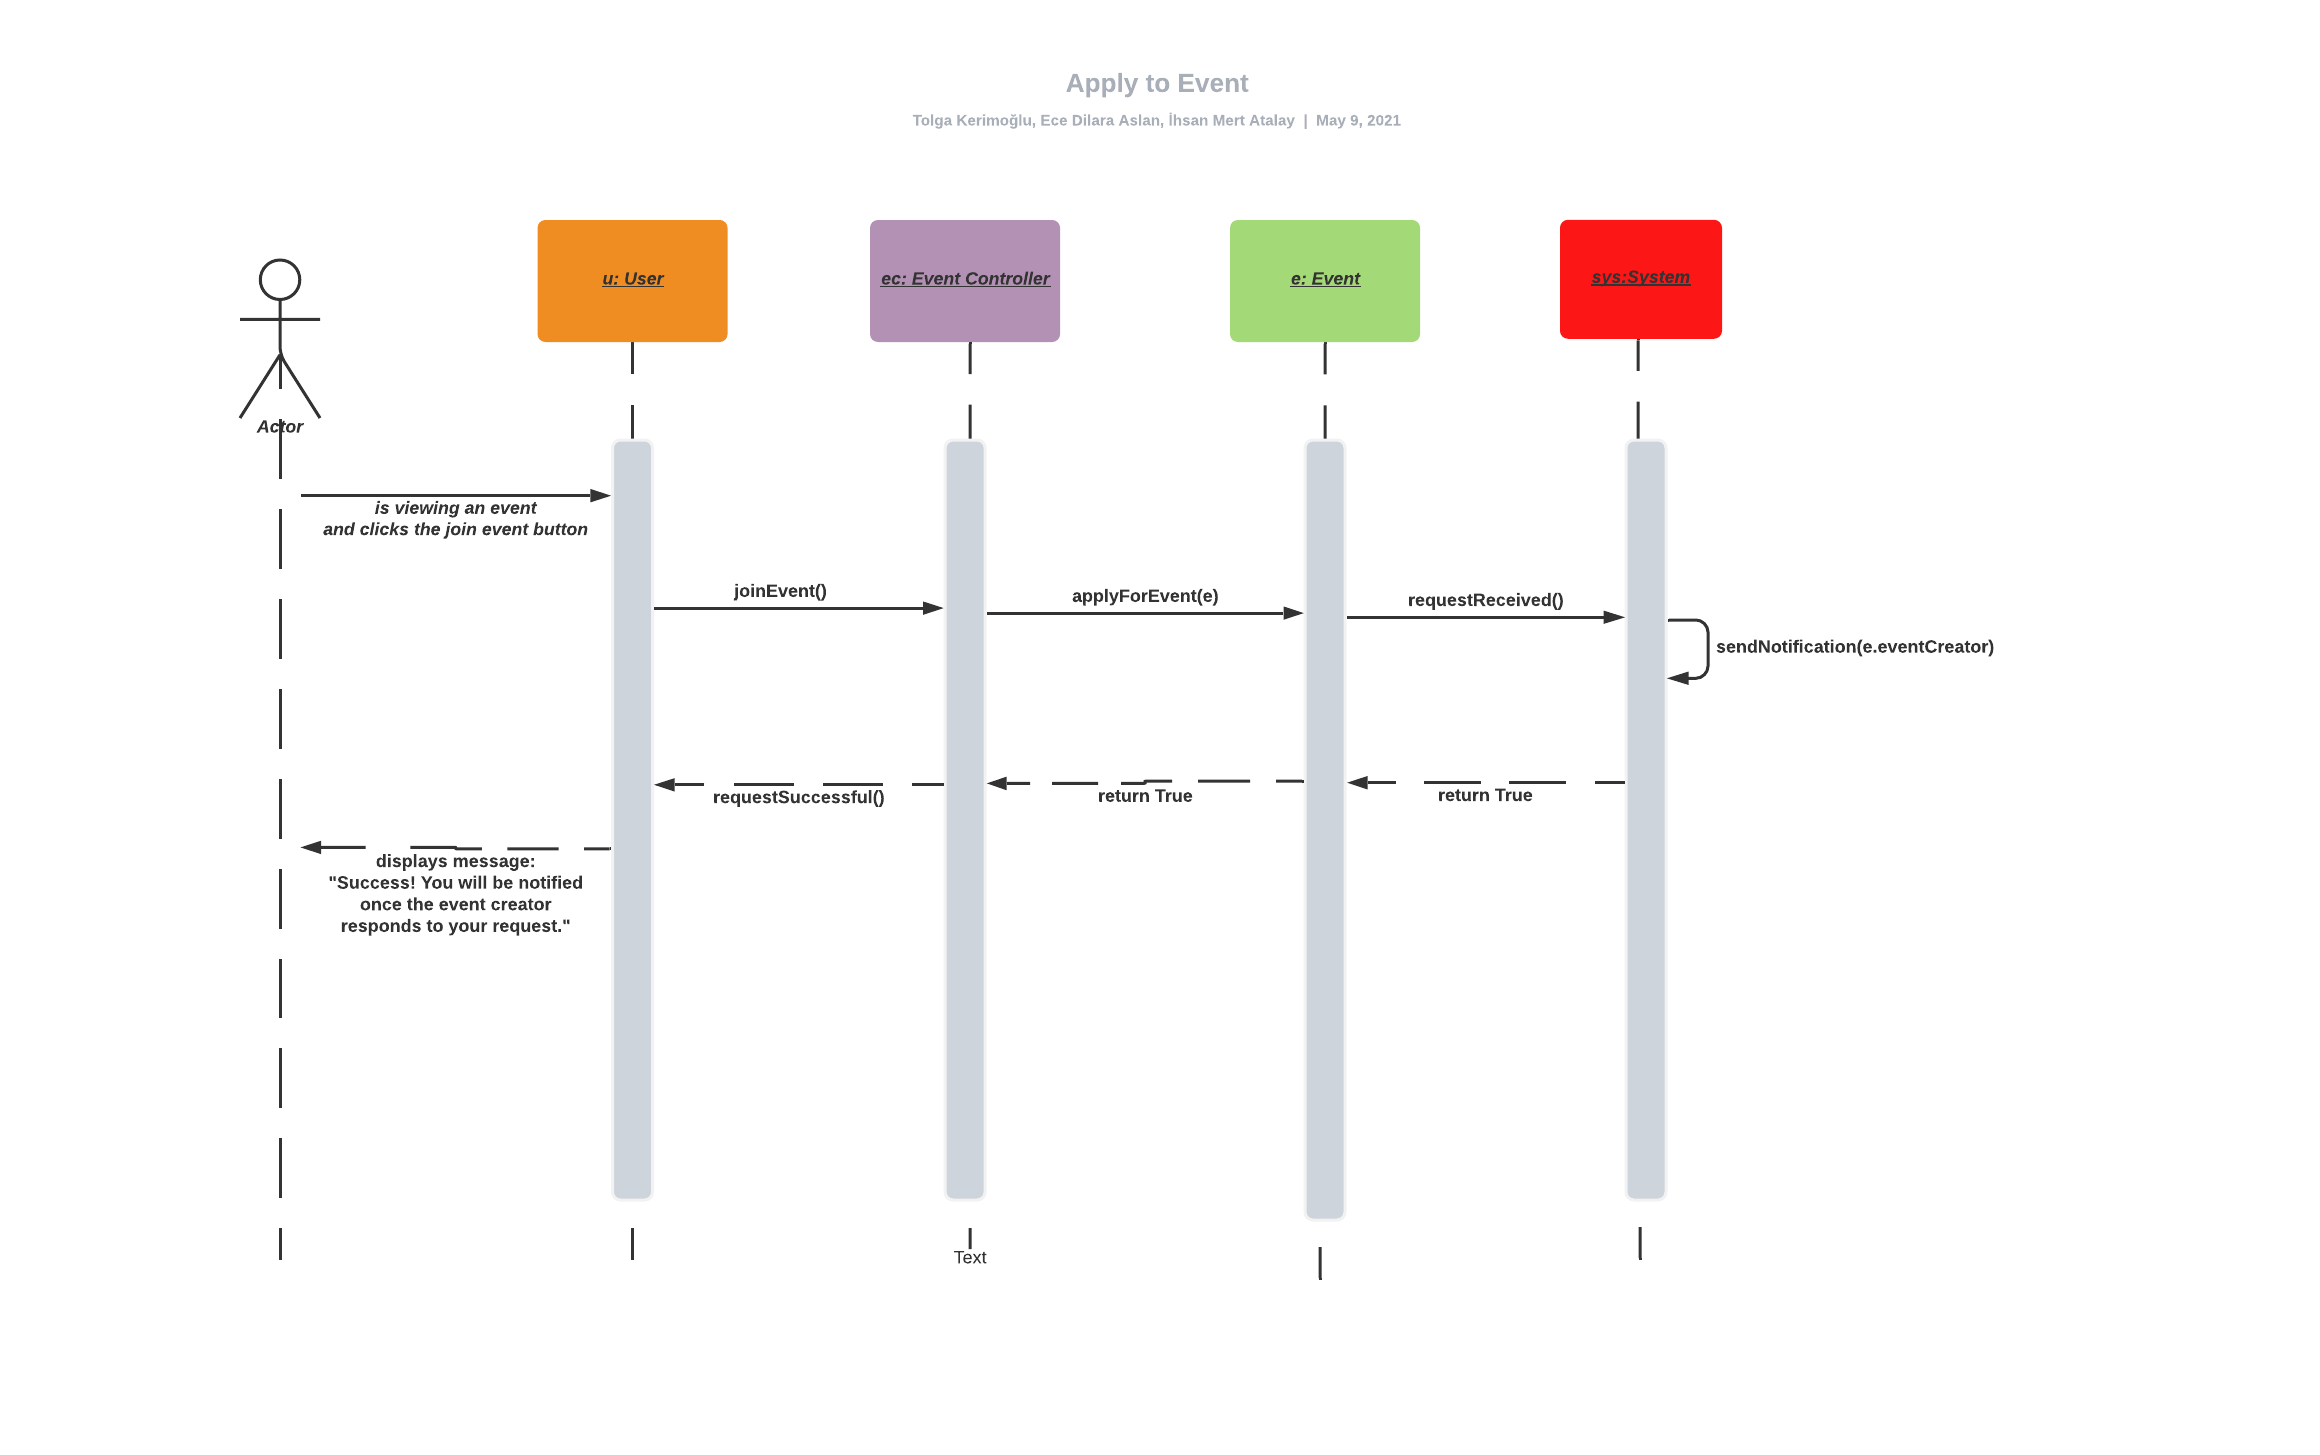 Apply to Event
Tolga Kerimoğlu, Ece Dilara Aslan, İhsan Mert Atalay | May 9, 2021
u: User
ec: Event Controller
e: Event
sys:System
Actor
is viewing an event
and clicks the join event button
joinEvent()
applyForEvent(e)
requestReceived()
sendNotification(e.eventCreator)
requestSuccessful()
return True
return True
displays message:
"Success! You will be notified
once the event creator
responds to your request."
Text